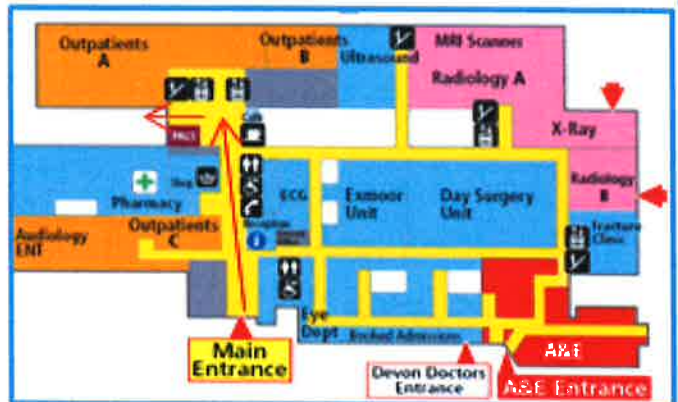 Outpatients
A
Outpatients
B
Ultrasound
MRI Scanner
Radiology A
X-Ray
Radiology
B
PALS
Shop
Pharmacy
ECG
Exmoor
Unit
Day Surgery
Unit
Fracture
Clinic
Audiology
ENT
Outpatients
C
Reception
Eye
Dept
Booked Admissions
A&E
Main
Entrance
Devon Doctors
Entrance
A&E Entrance